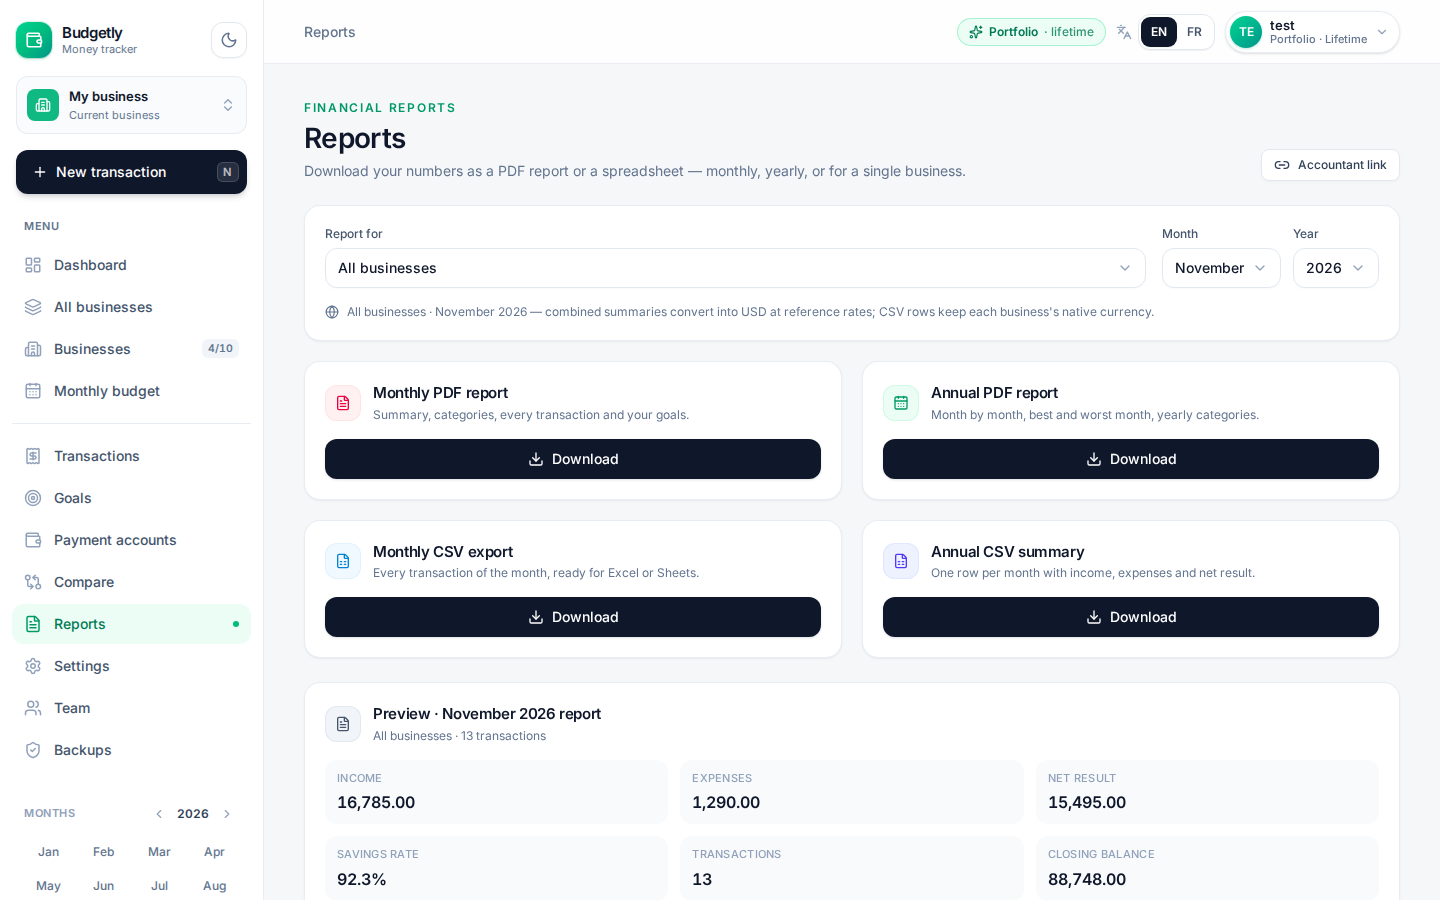 Budgetly
Money tracker
My business
Current business
New transaction N
MENU
Dashboard
All businesses
Businesses 4/10
Monthly budget
Transactions
Goals
Payment accounts
Compare
Reports
Settings
Team
Backups
MONTHS 2026
Jan Feb Mar Apr
May Jun Jul Aug
Reports
Portfolio · lifetime
EN FR
TE
test
Portfolio · Lifetime
FINANCIAL REPORTS
Reports
Download your numbers as a PDF report or a spreadsheet — monthly, yearly, or for a single business.
Accountant link
Report for
All businesses
Month
November
Year
2026
All businesses · November 2026 — combined summaries convert into USD at reference rates; CSV rows keep each business's native currency.
Monthly PDF report
Summary, categories, every transaction and your goals.
Download
Annual PDF report
Month by month, best and worst month, yearly categories.
Download
Monthly CSV export
Every transaction of the month, ready for Excel or Sheets.
Download
Annual CSV summary
One row per month with income, expenses and net result.
Download
Preview · November 2026 report
All businesses · 13 transactions
INCOME
16,785.00
EXPENSES
1,290.00
NET RESULT
15,495.00
SAVINGS RATE
92.3%
TRANSACTIONS
13
CLOSING BALANCE
88,748.00